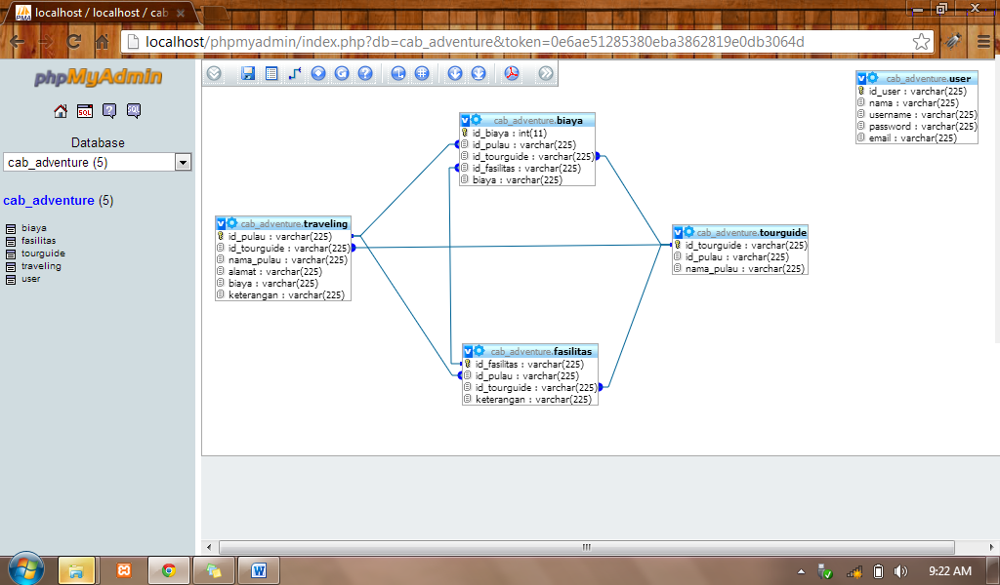 localhost / localhost / cab
localhost/phpmyadmin/index.php?db=cab_adventure&token=0e6ae51285380eba3862819e0db3064d
phpMyAdmin
SQL
Database
cab_adventure (5)
cab_adventure (5)
biaya
fasilitas
tourguide
traveling
user
cab_adventure.user
id_user : varchar(225)
nama : varchar(225)
username : varchar(225)
password : varchar(225)
email : varchar(225)
cab_adventure.biaya
id_biaya : int(11)
id_pulau : varchar(225)
id_tourguide : varchar(225)
id_fasilitas : varchar(225)
biaya : varchar(225)
cab_adventure.traveling
id_pulau : varchar(225)
id_tourguide : varchar(225)
nama_pulau : varchar(225)
alamat : varchar(225)
biaya : varchar(225)
keterangan : varchar(225)
cab_adventure.tourguide
id_tourguide : varchar(225)
id_pulau : varchar(225)
nama_pulau : varchar(225)
cab_adventure.fasilitas
id_fasilitas : varchar(225)
id_pulau : varchar(225)
id_tourguide : varchar(225)
keterangan : varchar(225)
9:22 AM